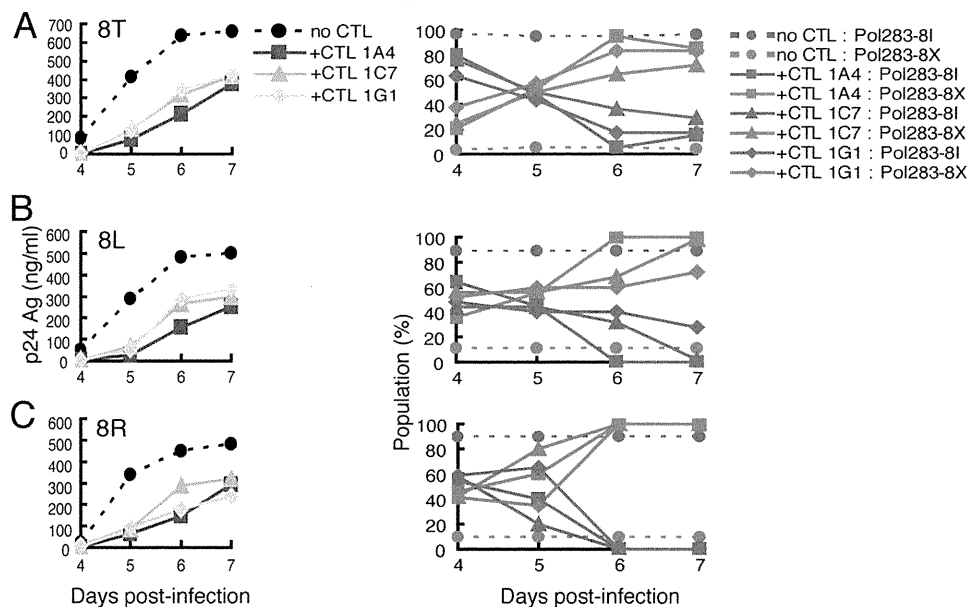 A
8T
700
600
500
400
300
200
100
0
4 5 6 7
no CTL
+CTL 1A4
+CTL 1C7
+CTL 1G1
100
80
60
40
20
0
4 5 6 7
no CTL : Pol283-8I
no CTL : Pol283-8X
+CTL 1A4 : Pol283-8I
+CTL 1A4 : Pol283-8X
+CTL 1C7 : Pol283-8I
+CTL 1C7 : Pol283-8X
+CTL 1G1 : Pol283-8I
+CTL 1G1 : Pol283-8X
B
8L
p24 Ag (ng/ml)
600
500
400
300
200
100
0
4 5 6 7
Population (%)
100
80
60
40
20
0
4 5 6 7
C
8R
600
500
400
300
200
100
0
4 5 6 7
Days post-infection
100
80
60
40
20
0
4 5 6 7
Days post-infection